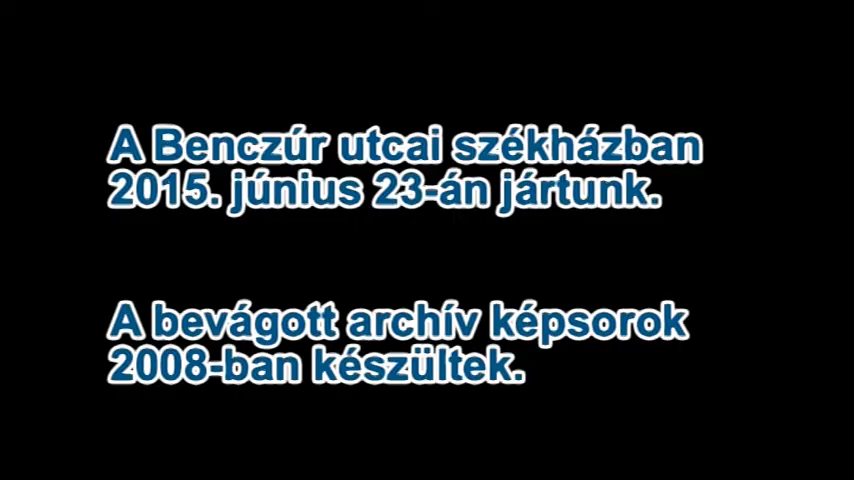 A Benczúr utcai székházban
2015. június 23-án jártunk.
A bevágott archív képsorok
2008-ban készültek.